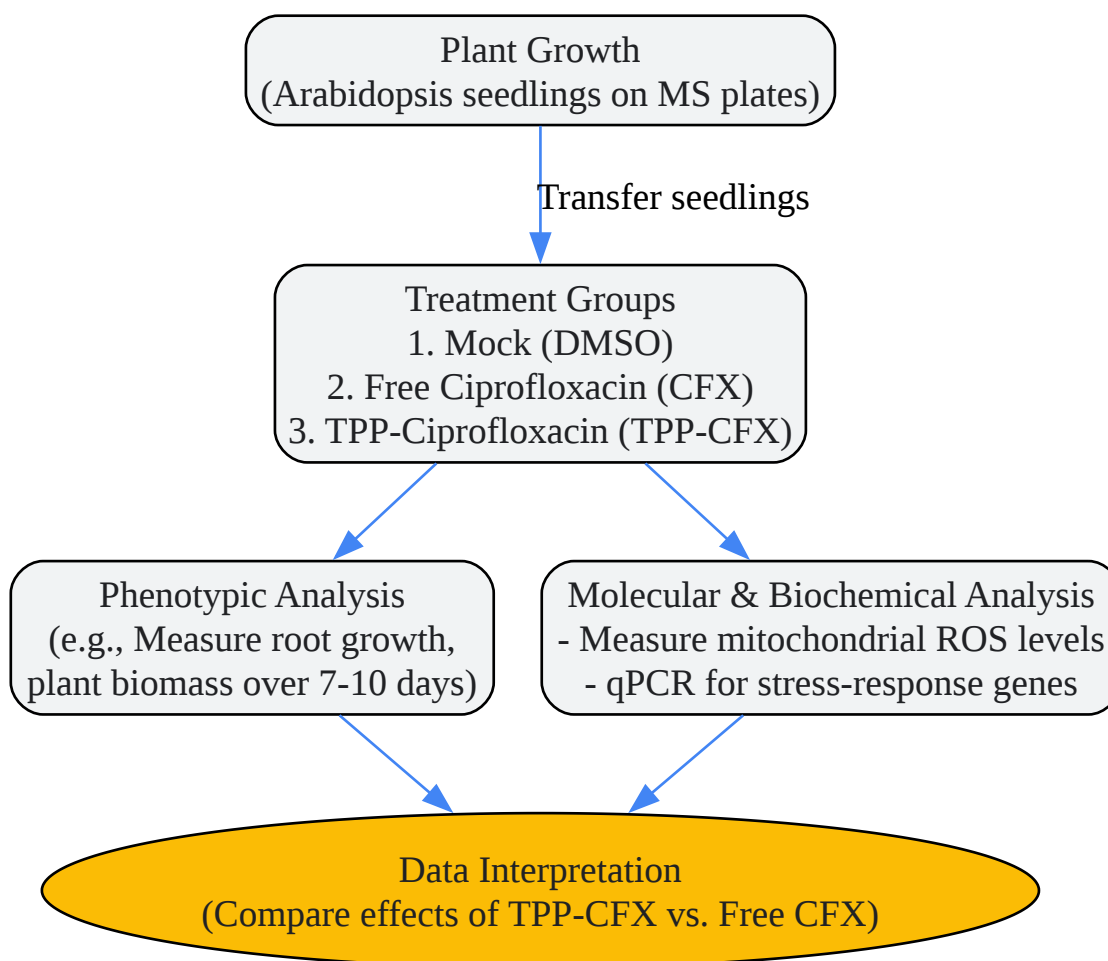 Plant Growth
(Arabidopsis seedlings on MS plates)
Transfer seedlings
Treatment Groups
1. Mock (DMSO)
2. Free Ciprofloxacin (CFX)
3. TPP-Ciprofloxacin (TPP-CFX)
Phenotypic Analysis
(e.g., Measure root growth,
plant biomass over 7-10 days)
Molecular & Biochemical Analysis
- Measure mitochondrial ROS levels
- qPCR for stress-response genes
Data Interpretation
(Compare effects of TPP-CFX vs. Free CFX)